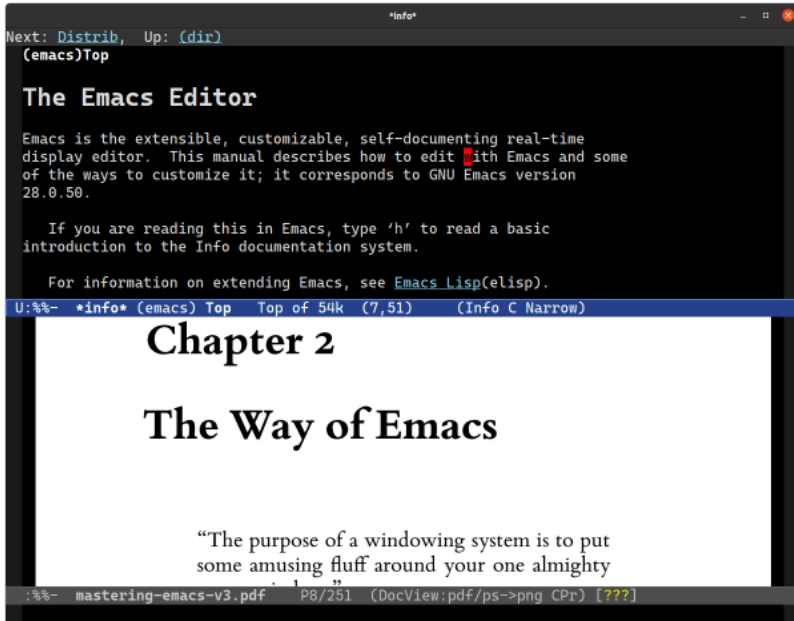 *info*
Next: Distrib,  Up: (dir)
(emacs)Top
The Emacs Editor
Emacs is the extensible, customizable, self-documenting real-time
display editor.  This manual describes how to edit with Emacs and some
of the ways to customize it; it corresponds to GNU Emacs version
28.0.50.
If you are reading this in Emacs, type ‘h’ to read a basic
introduction to the Info documentation system.
For information on extending Emacs, see Emacs Lisp(elisp).
U:%%-  *info* (emacs) Top   Top of 54k  (7,51)     (Info C Narrow)
Chapter 2
The Way of Emacs
“The purpose of a windowing system is to put
some amusing fluff around your one almighty
:%%-  mastering-emacs-v3.pdf    P8/251  (DocView:pdf/ps->png CPr) [???]